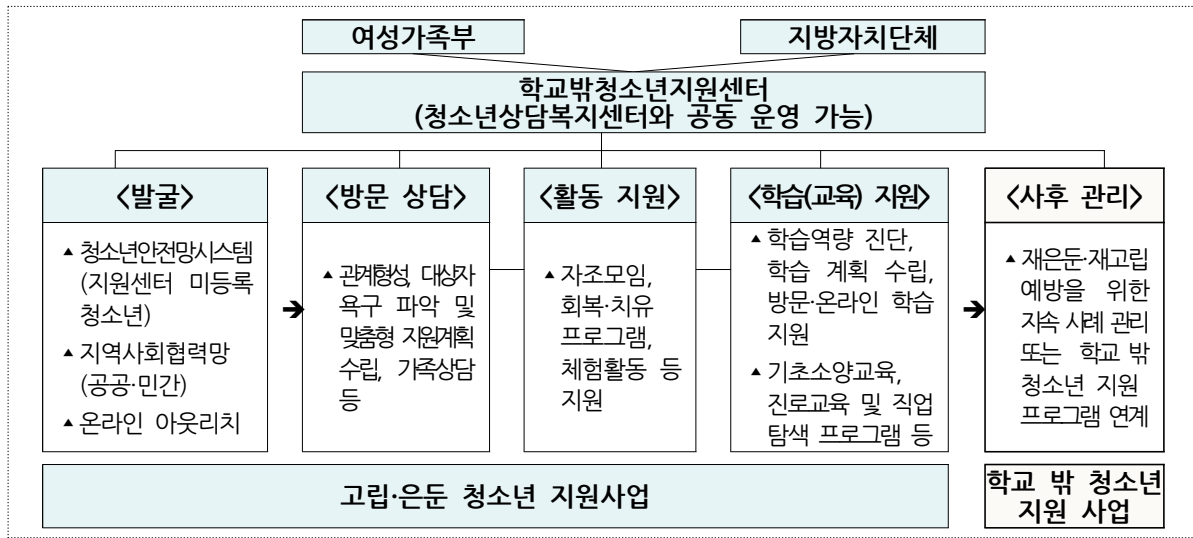 여성가족부
지방자치단체
학교밖청소년지원센터
(청소년상담복지센터와 공동 운영 가능)
<발굴>
▲ 청소년안전망시스템
(지원센터 미등록
청소년)
▲ 지역사회협력망
(공공·민간)
▲ 온라인 아웃리치
➔
<방문 상담>
▲ 관계형성, 대상자
욕구 파악 및
맞춤형 지원계획
수립, 가족상담
등
<활동 지원>
▲ 자조모임,
회복·치유
프로그램,
체험활동 등
지원
<학습(교육) 지원>
▲ 학습역량 진단,
학습 계획 수립,
방문·온라인 학습
지원
▲ 기초소양교육,
진로교육 및 직업
탐색 프로그램 등
➔
<사후 관리>
▲ 재은둔·재고립
예방을 위한
지속 사례 관리
또는 학교 밖
청소년 지원
프로그램 연계
고립·은둔 청소년 지원사업
학교 밖 청소년
지원 사업